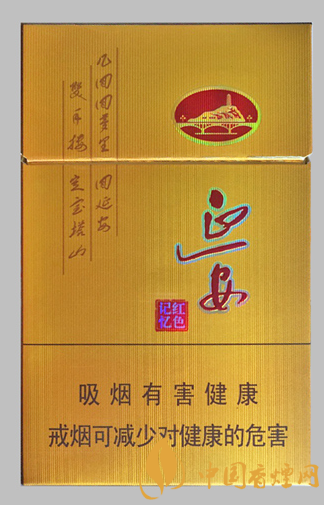 几回回梦里
回延安
双手搂
定宝塔山
延安
红色
记忆
吸烟有害健康
戒烟可减少对健康的危害
中国香烟网